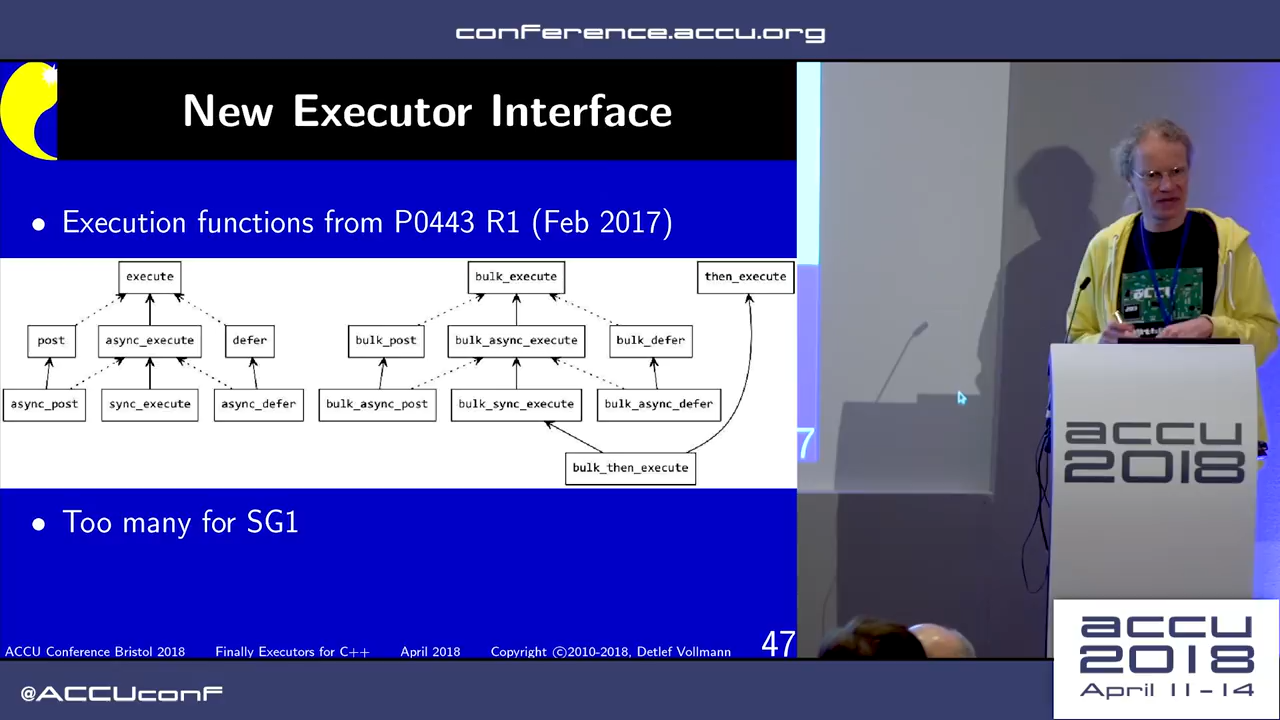 conference.accu.org
New Executor Interface
• Execution functions from P0443 R1 (Feb 2017)
execute
bulk_execute
then_execute
post
async_execute
defer
bulk_post
bulk_async_execute
bulk_defer
async_post
sync_execute
async_defer
bulk_async_post
bulk_sync_execute
bulk_async_defer
bulk_then_execute
• Too many for SG1
ACCU Conference Bristol 2018 Finally Executors for C++ April 2018 Copyright ©2010-2018, Detlef Vollmann 47
7
accu
accu
2018
accu
2018
April 11-14
@ACCUconf